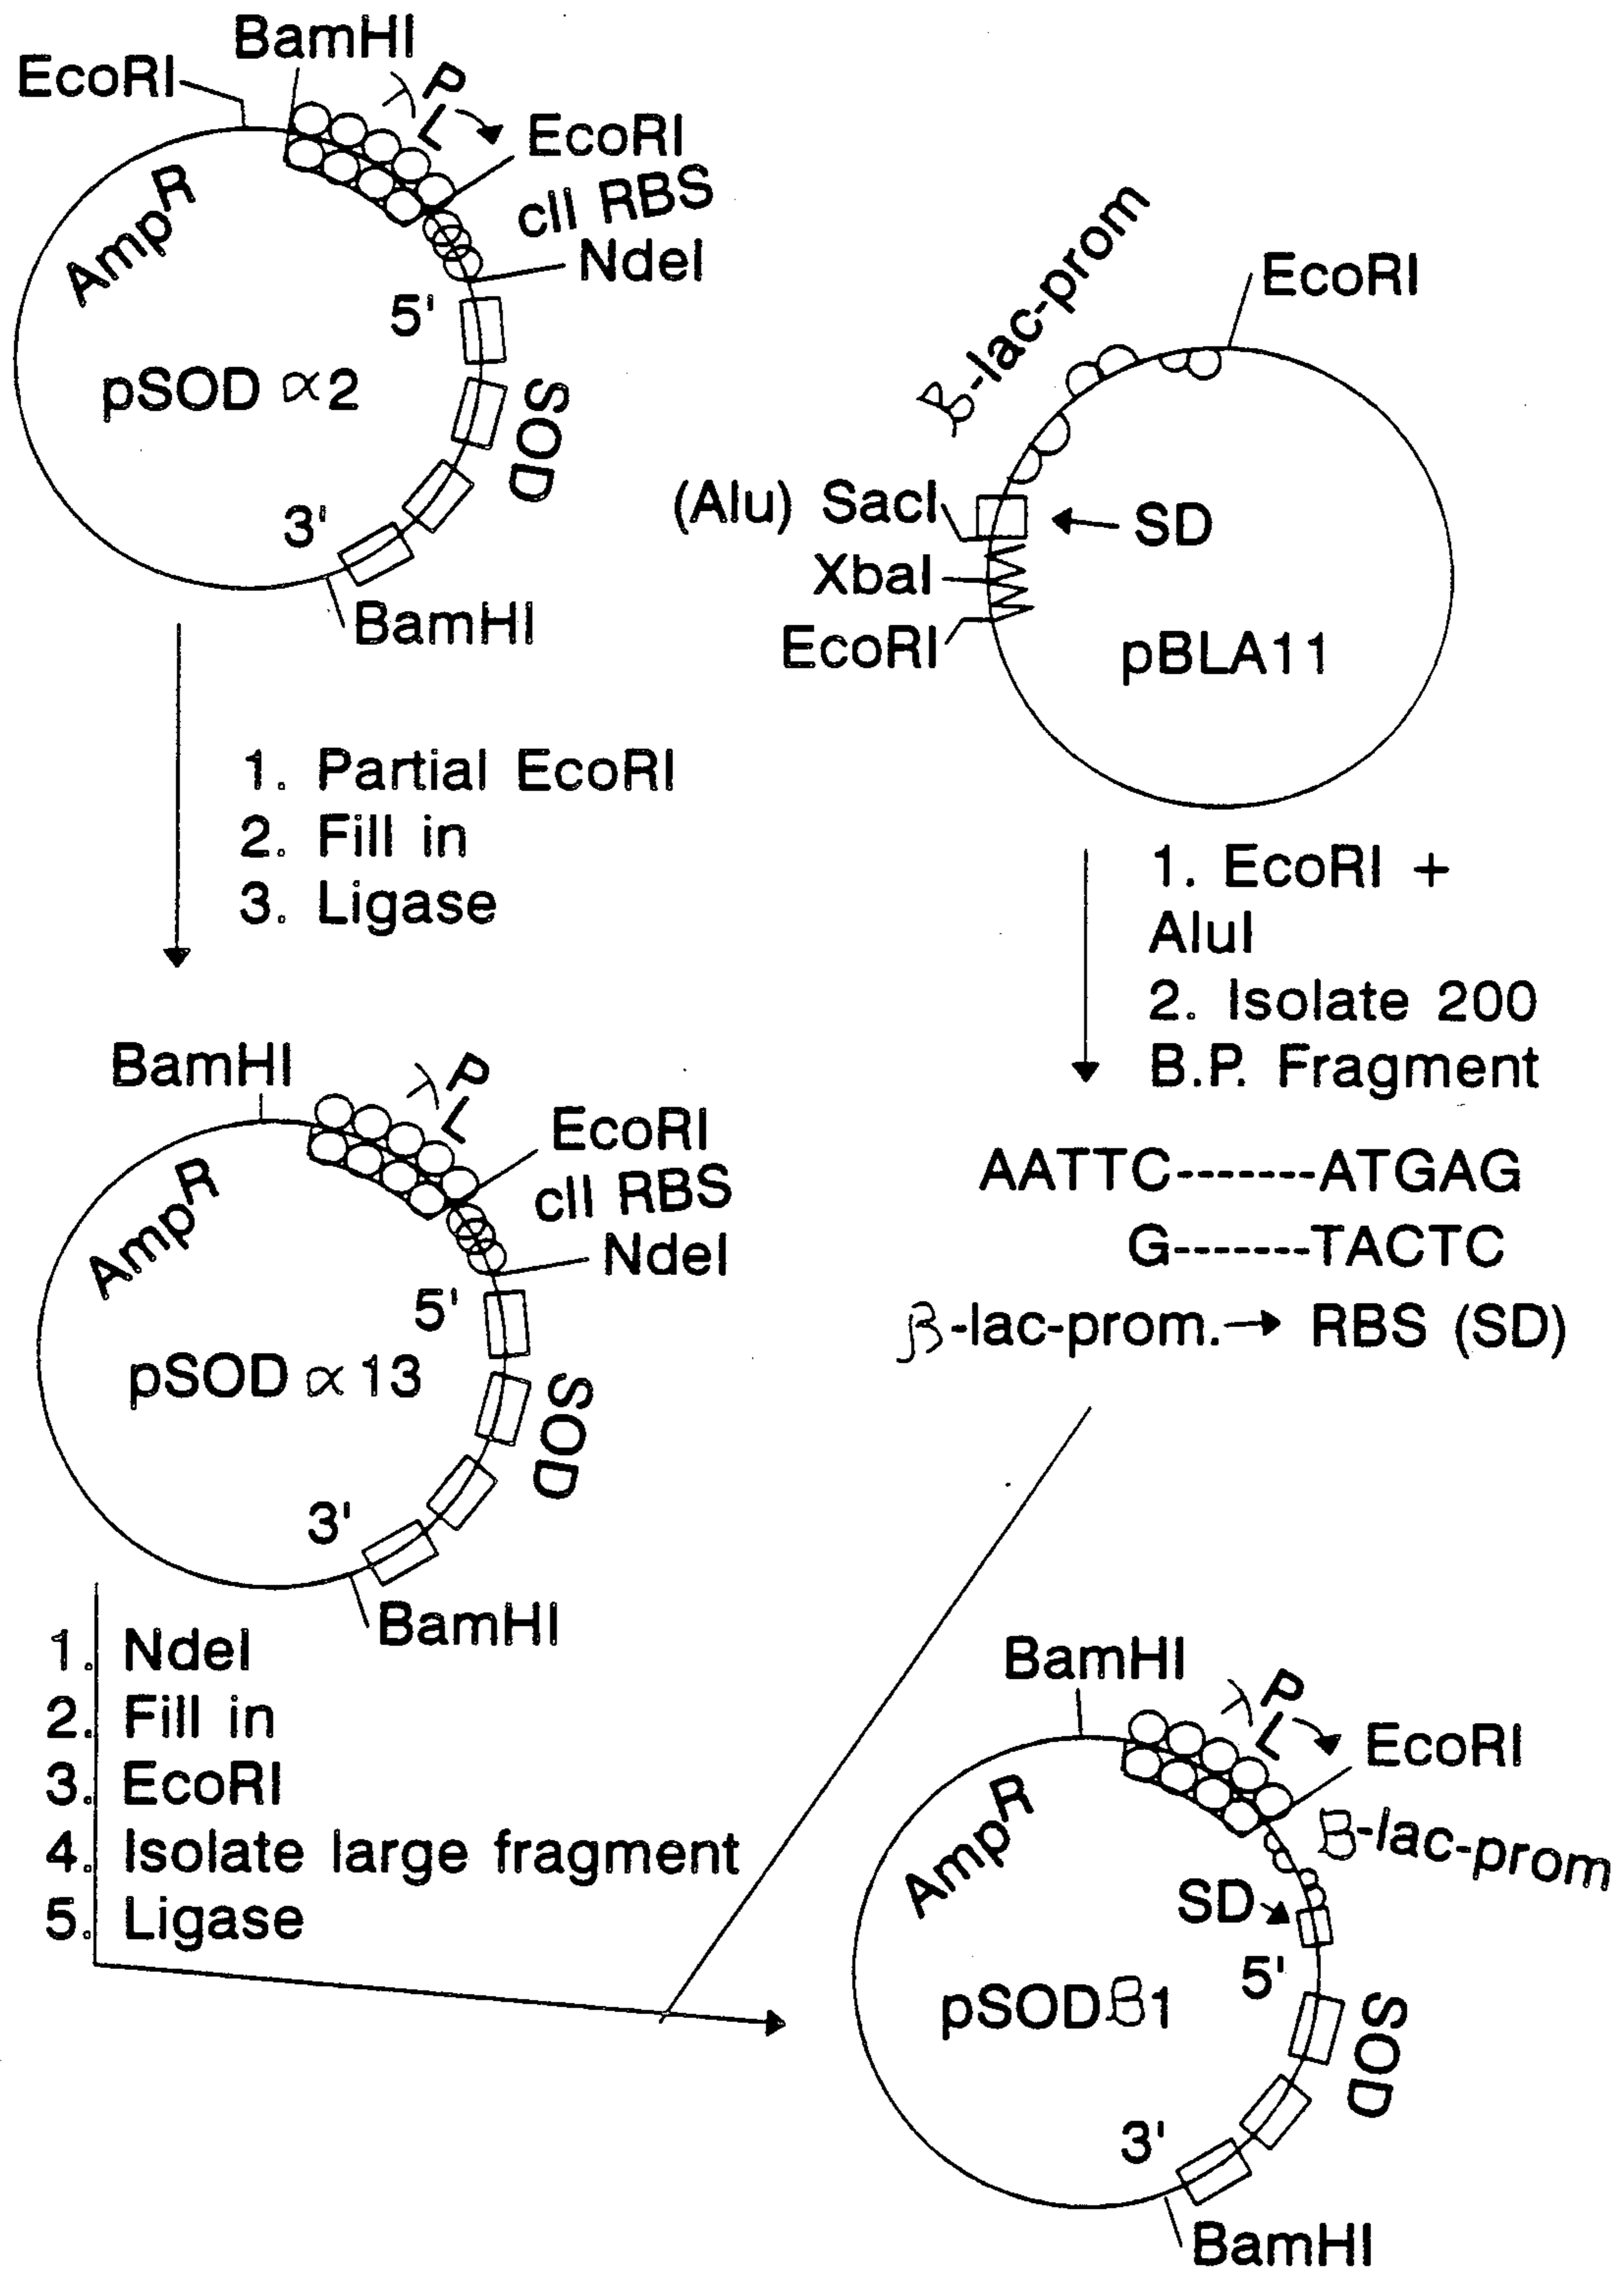 BamHI
EcoRI
λPL
EcoRI
cII RBS
NdeI
AmpR
5'
pSOD α2
SOD
3'
BamHI
β-lac-prom
EcoRI
(Alu) SacI
SD
XbaI
EcoRI
pBLA11
1. Partial EcoRI
2. Fill in
3. Ligase
1. EcoRI +
AluI
2. Isolate 200
B.P. Fragment
AATTC-------ATGAG
G-------TACTC
β-lac-prom.→ RBS (SD)
BamHI
λPL
EcoRI
cII RBS
NdeI
AmpR
5'
pSOD α 13
SOD
3'
BamHI
1. NdeI
2. Fill in
3. EcoRI
4. Isolate large fragment
5. Ligase
BamHI
λPL
EcoRI
β-lac-prom
AmpR
SD
5'
pSODβ1
SOD
3'
BamHI